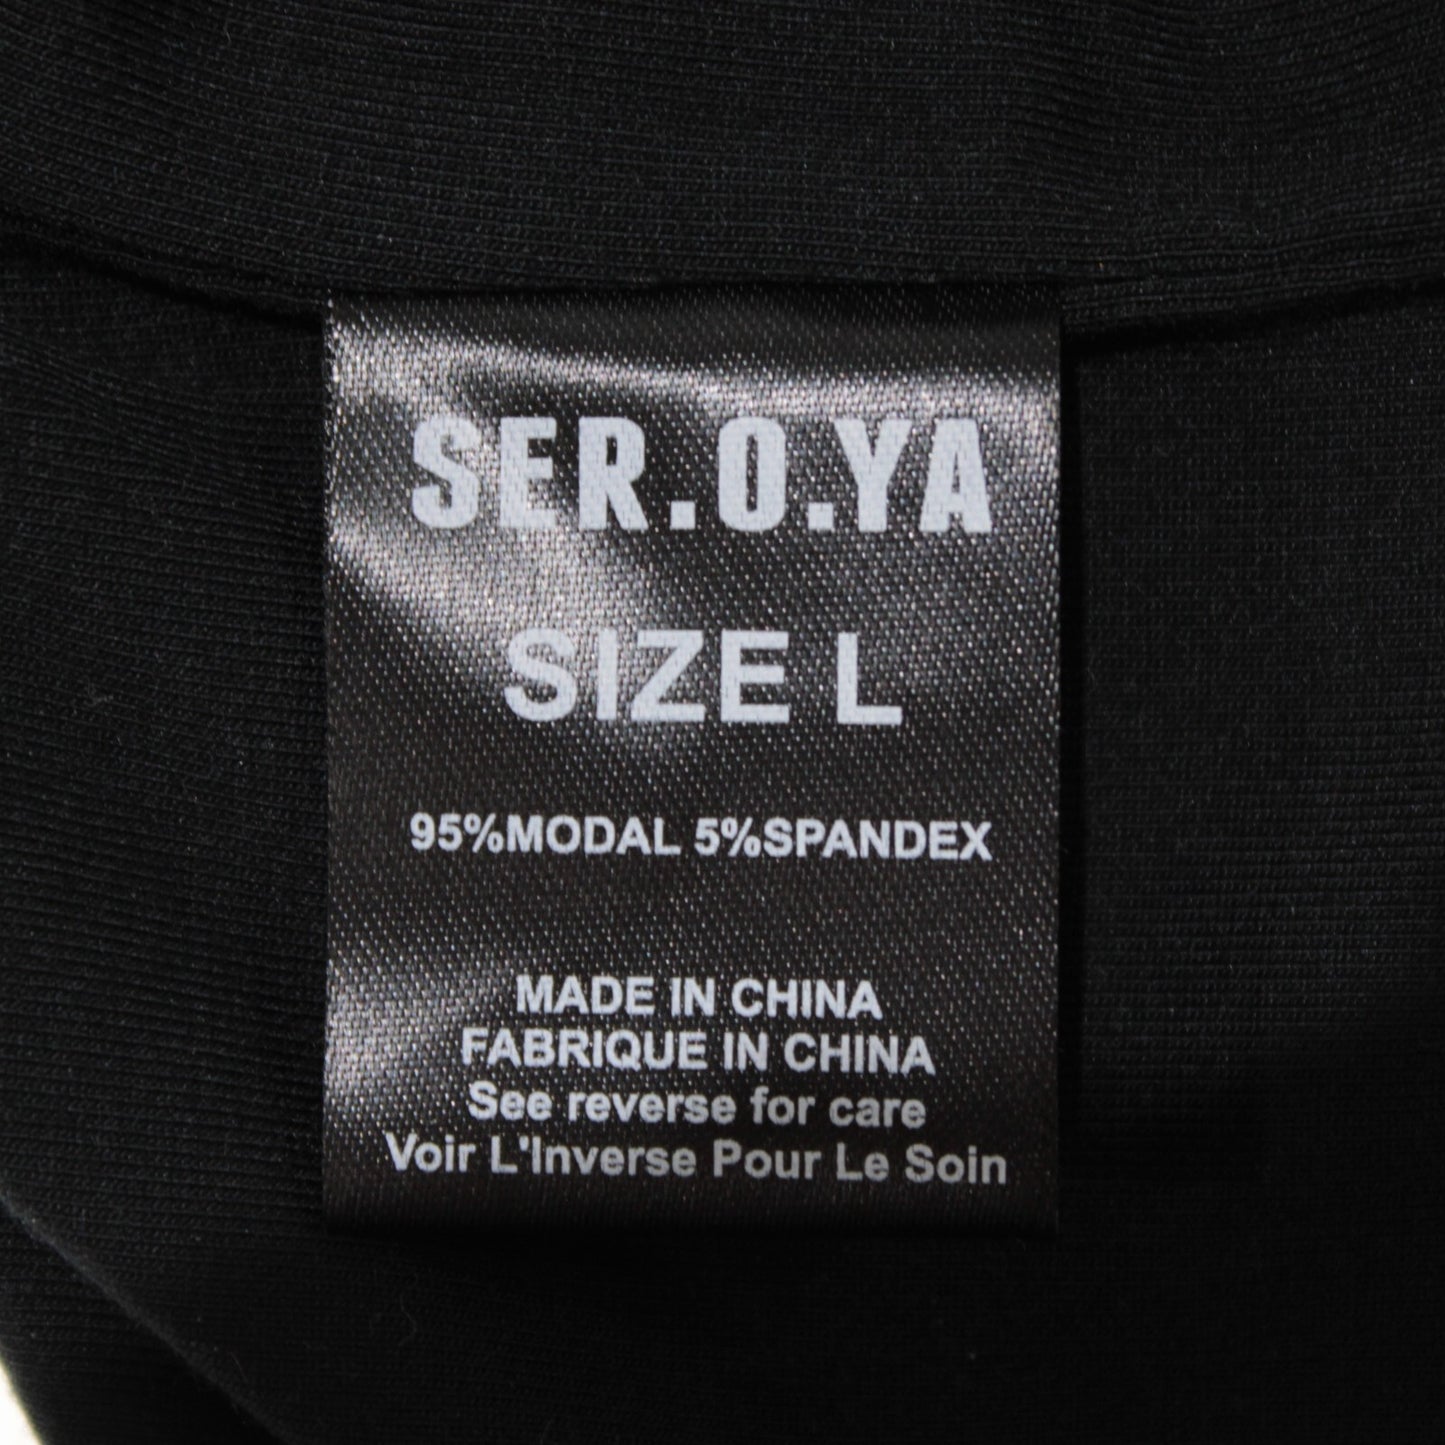 SER.O.YA
SIZE L
95%MODAL 5%SPANDEX
MADE IN CHINA
FABRIQUE IN CHINA
See reverse for care
Voir L'Inverse Pour Le Soin